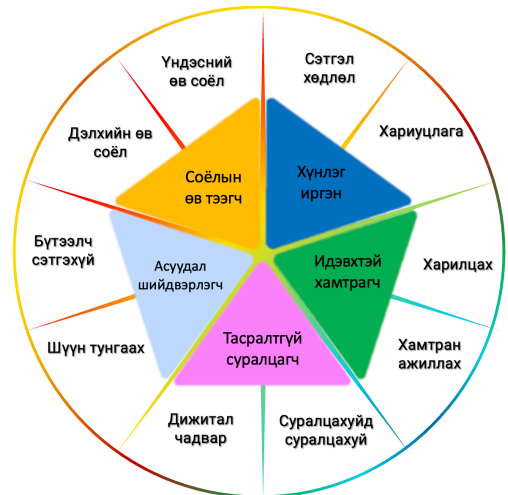 Үндэсний
өв соёл
Сэтгэл
хөдлөл
Дэлхийн өв
соёл
Хариуцлага
Соёлын
өв тээгч
Хүнлэг
иргэн
Бүтээлч
сэтгэхүй
Асуудал
шийдвэрлэгч
Идэвхтэй
хамтрагч
Харилцах
Шүүн тунгаах
Тасралтгүй
суралцагч
Хамтран
ажиллах
Дижитал
чадвар
Суралцахуйд
суралцахуй